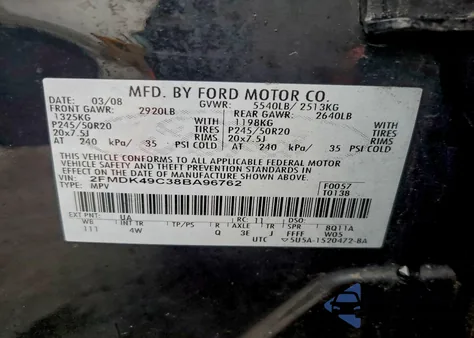 MFD. BY FORD MOTOR CO.
DATE: 03/08 GVWR: 5540LB/ 2513KG
FRONT GAWR: 2920LB REAR GAWR: 2640LB
1325KG WITH 1198KG WITH
P245/50R20 TIRES P245/50R20 TIRES
20x7.5J RIMS 20x7.5J RIMS
AT 240 kPa/ 35 PSI COLD AT 240 kPa/ 35 PSI COLD
THIS VEHICLE CONFORMS TO ALL APPLICABLE FEDERAL MOTOR
VEHICLE SAFETY AND BUMPER STANDARDS IN EFFECT ON THE DATE OF
MANUFACTURE SHOWN ABOVE.
VIN: 2FMDK49C38BA96762 F0057
TYPE: MPV T0138
EXT PNT: UA RC: 11 DSO:
WB INT TR TP/PS R AXLE TR SPR BQ11A
117 4W Q 3E J FFFF W05
UTC 5U5A-1520472-BA